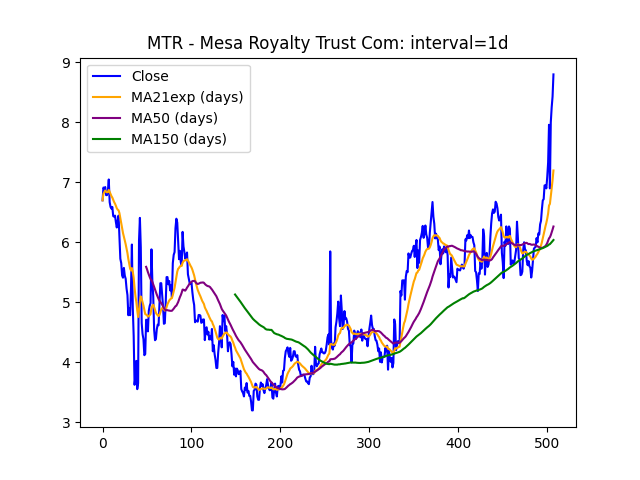 MTR - Mesa Royalty Trust Com: interval=1d
Close
MA21exp (days)
MA50 (days)
MA150 (days)
9
8
7
6
5
4
3
0 100 200 300 400 500